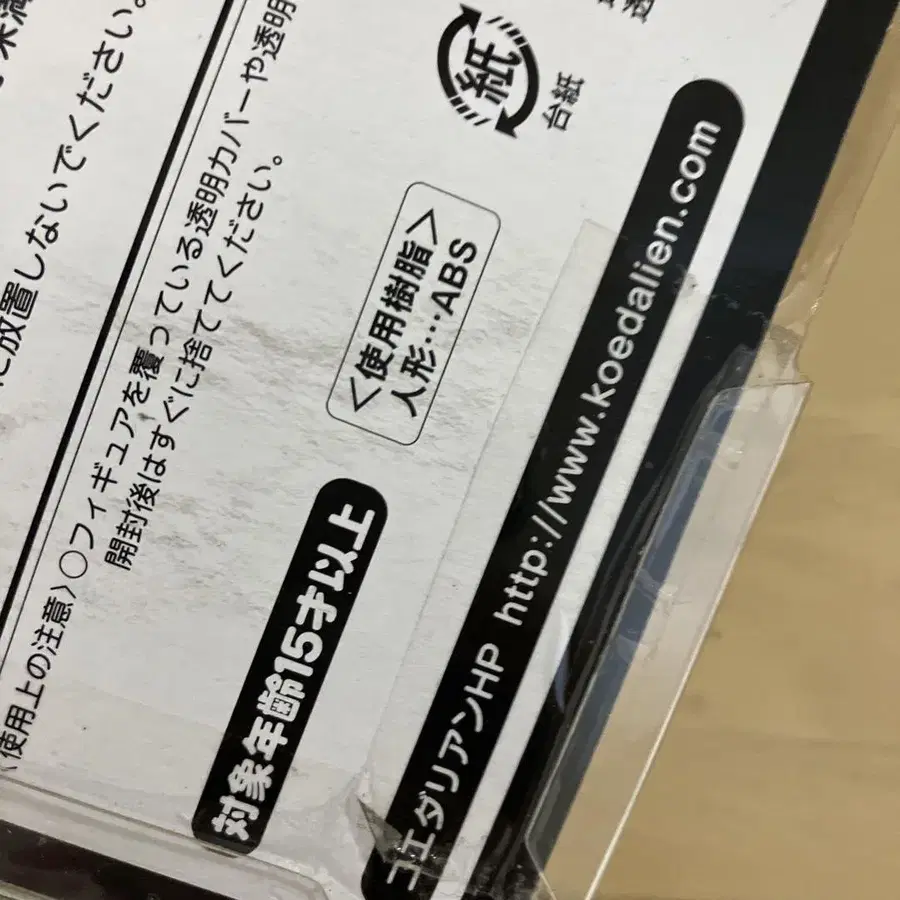 に放置しないでください。
〈使用上の注意〉○フィギュアを覆っている透明カバーや透明
開封後はすぐに捨ててください。
紙
台紙
＜使用樹脂＞
人形…ABS
対象年齢15才以上
コエダリアンHP http://www.koedalien.com